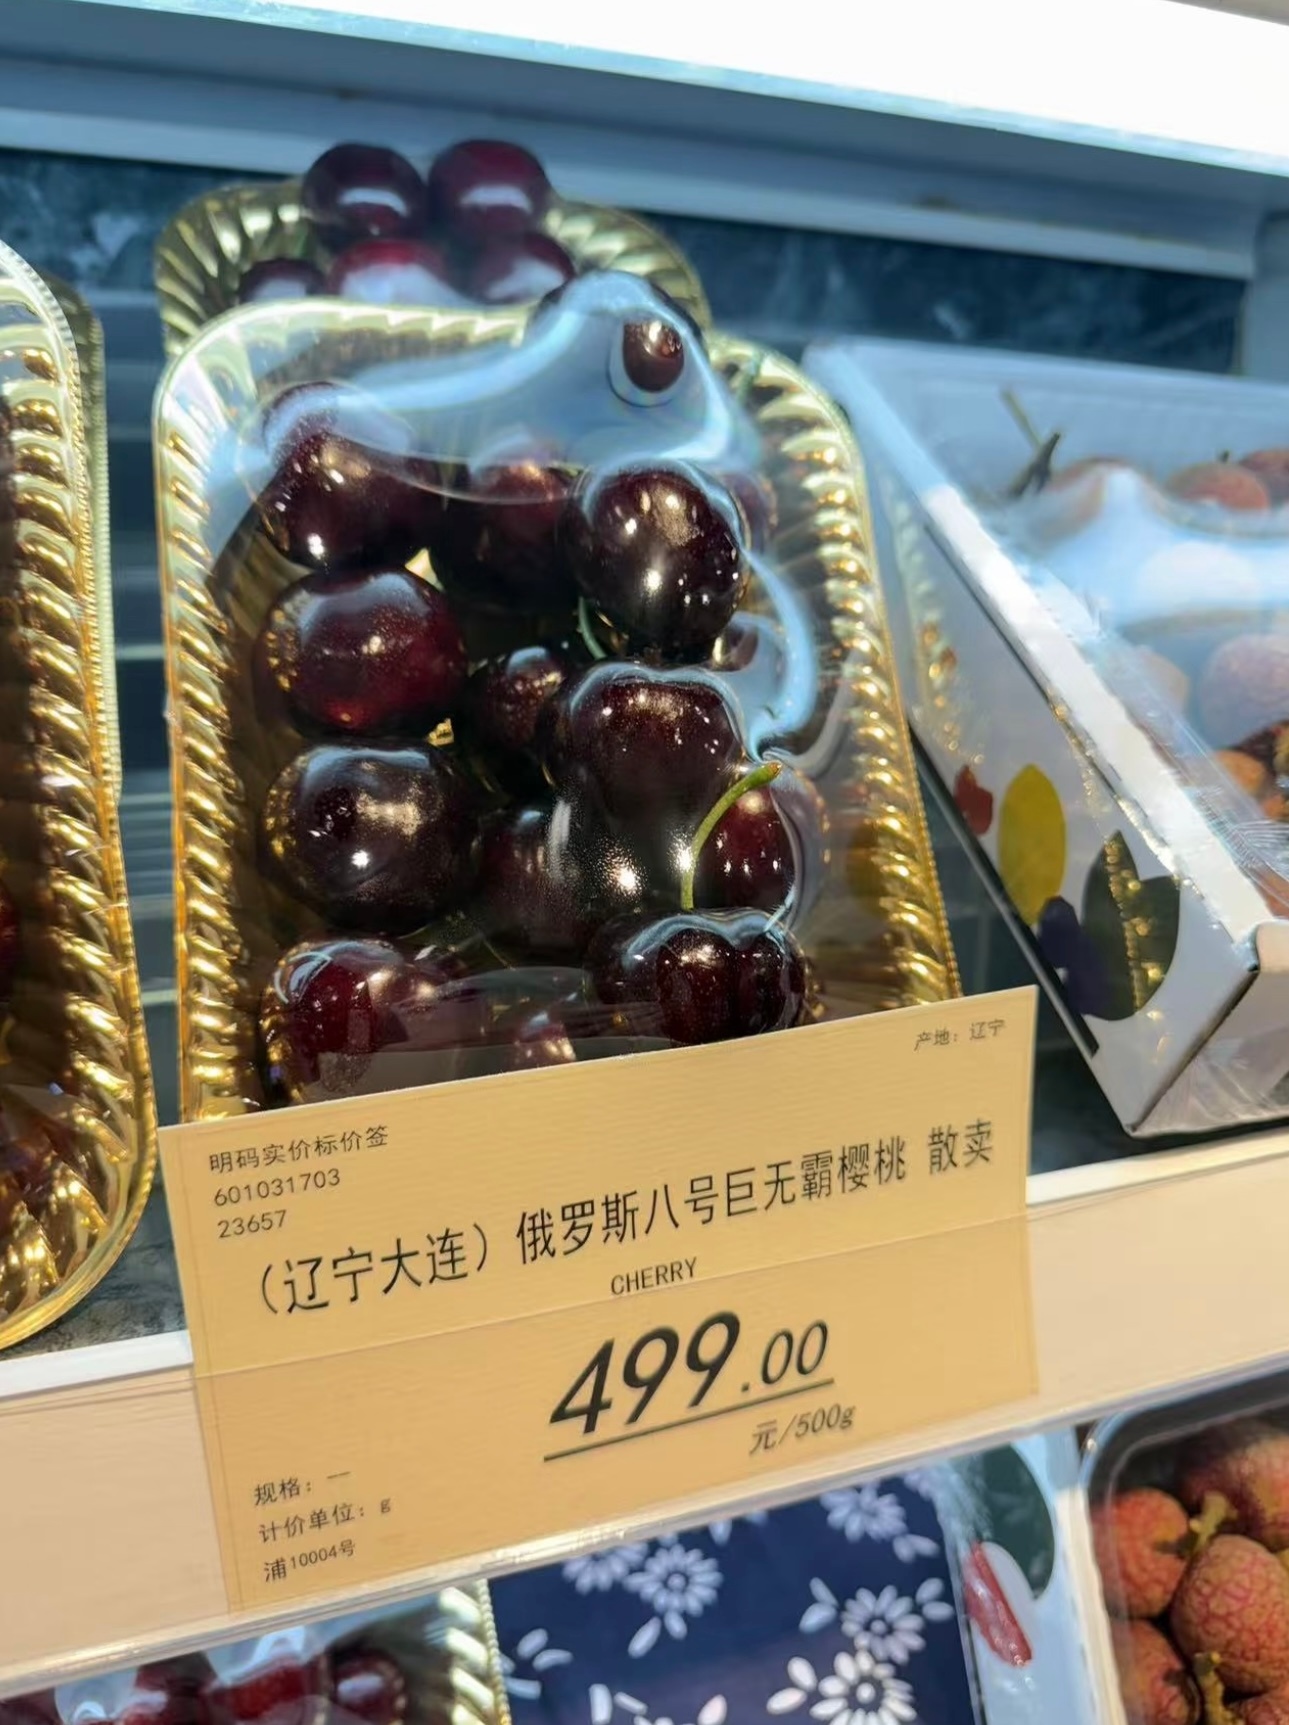 产地：辽宁
明码实价标价签
601031703
23657
（辽宁大连）俄罗斯八号巨无霸樱桃 散卖
CHERRY
499.00
元/500g
规格：一
计价单位：g
浦10004号